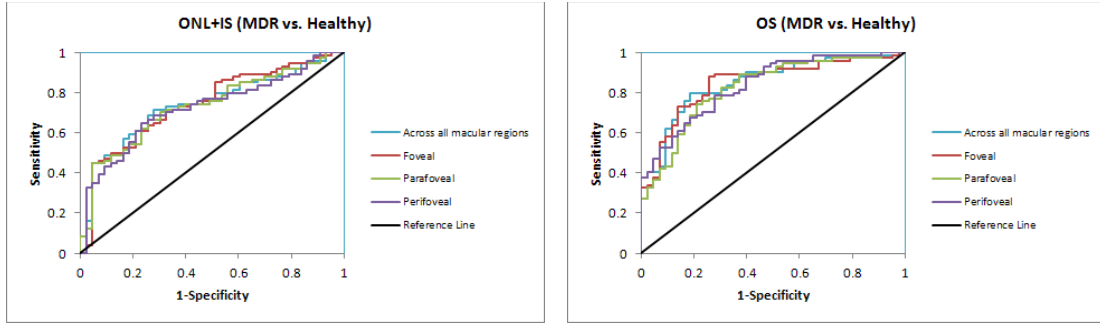 ONL+IS (MDR vs. Healthy)
Sensitivity
1
0.8
0.6
0.4
0.2
0
0 0.2 0.4 0.6 0.8 1
1-Specificity
Across all macular regions
Foveal
Parafoveal
Perifoveal
Reference Line
OS (MDR vs. Healthy)
Sensitivity
1
0.8
0.6
0.4
0.2
0
0 0.2 0.4 0.6 0.8 1
1-Specificity
Across all macular regions
Foveal
Parafoveal
Perifoveal
Reference Line